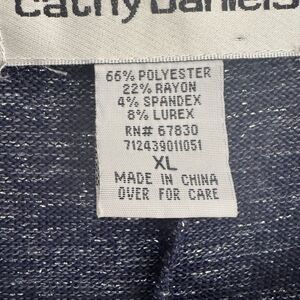 Cathy Daniels
66% POLYESTER
22% RAYON
4% SPANDEX
8% LUREX
RN# 67830
712439011051
XL
MADE IN CHINA
OVER FOR CARE